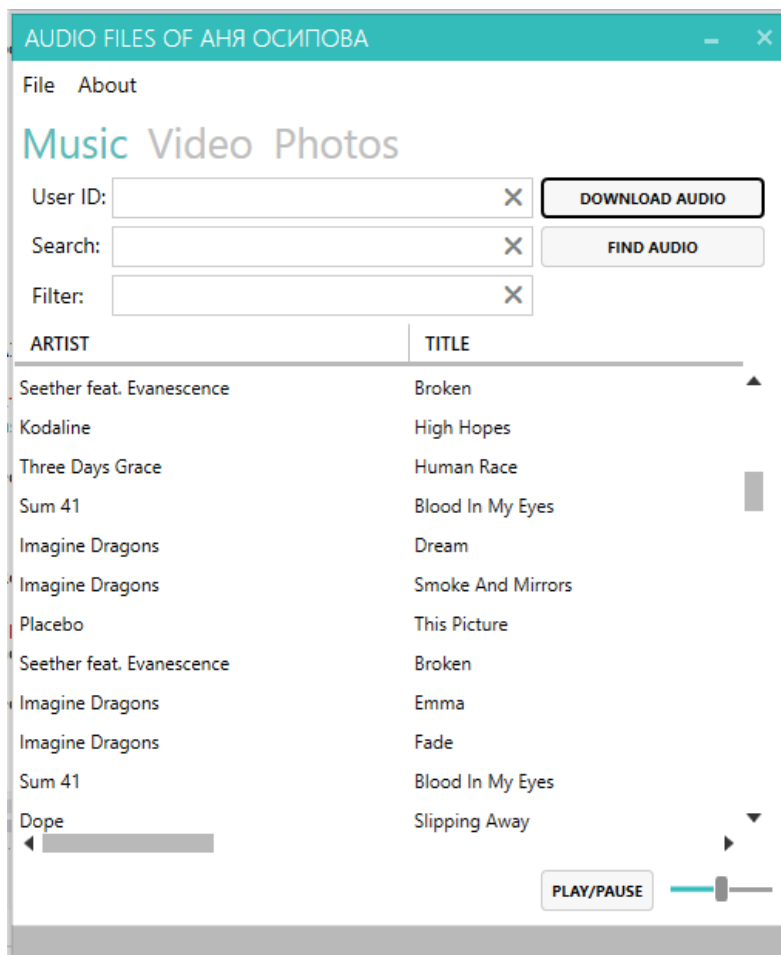 AUDIO FILES OF АНЯ ОСИПОВА
File About
Music Video Photos
User ID: DOWNLOAD AUDIO
Search: FIND AUDIO
Filter:
ARTIST TITLE
Seether feat. Evanescence Broken
Kodaline High Hopes
Three Days Grace Human Race
Sum 41 Blood In My Eyes
Imagine Dragons Dream
Imagine Dragons Smoke And Mirrors
Placebo This Picture
Seether feat. Evanescence Broken
Imagine Dragons Emma
Imagine Dragons Fade
Sum 41 Blood In My Eyes
Dope Slipping Away
PLAY/PAUSE